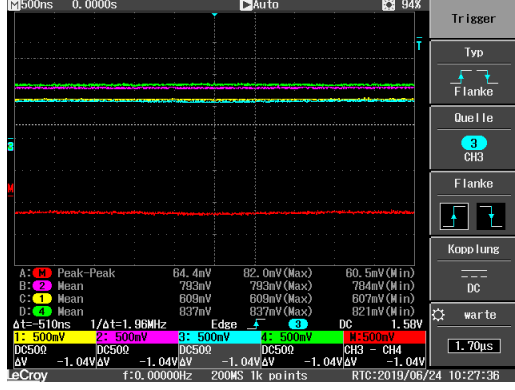 M500ns 0.0000s Auto 94%
Trigger
T
Typ
Flanke
Quelle
3
CH3
3
Flanke
M
Kopplung
DC
A: M Peak-Peak 64.4mV 82.0mV(Max) 60.5mV(Min)
B: 2 Mean 793mV 793mV(Max) 784mV(Min)
C: 1 Mean 609mV 609mV(Max) 607mV(Min)
D: 4 Mean 837mV 837mV(Max) 821mV(Min)
warte
1.70µs
Δt=-510ns 1/Δt=1.96MHz Edge 3 DC 1.58V
1: 500mV 2: 500mV 3: 500mV 4: 500mV M:500mV
DC50Ω DC50Ω DC50Ω DC50Ω CH3 - CH4
ΔV -1.04V ΔV -1.04V ΔV -1.04V ΔV -1.04V ΔV -1.04V
LeCroy f:0.00000Hz 200MS 1k points RTC:2019/06/24 10:27:36